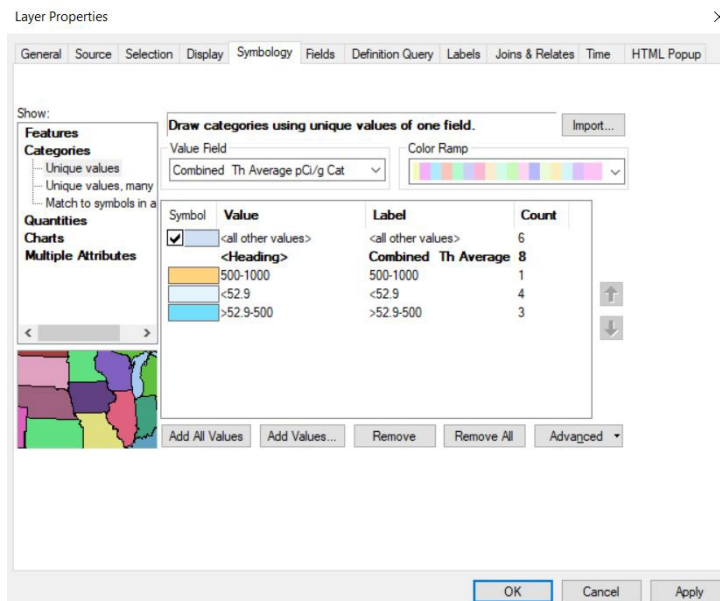 Layer Properties
General Source Selection Display Symbology Fields Definition Query Labels Joins & Relates Time HTML Popup
Show:
Features
Categories
Unique values
Unique values, many
Match to symbols in a
Quantities
Charts
Multiple Attributes
Draw categories using unique values of one field.
Import...
Value Field
Combined Th Average pCi/g Cat
Color Ramp
Symbol Value Label Count
<all other values> <all other values> 6
<Heading> Combined Th Average 8
500-1000 500-1000 1
<52.9 <52.9 4
>52.9-500 >52.9-500 3
Add All Values Add Values... Remove Remove All Advanced
OK Cancel Apply